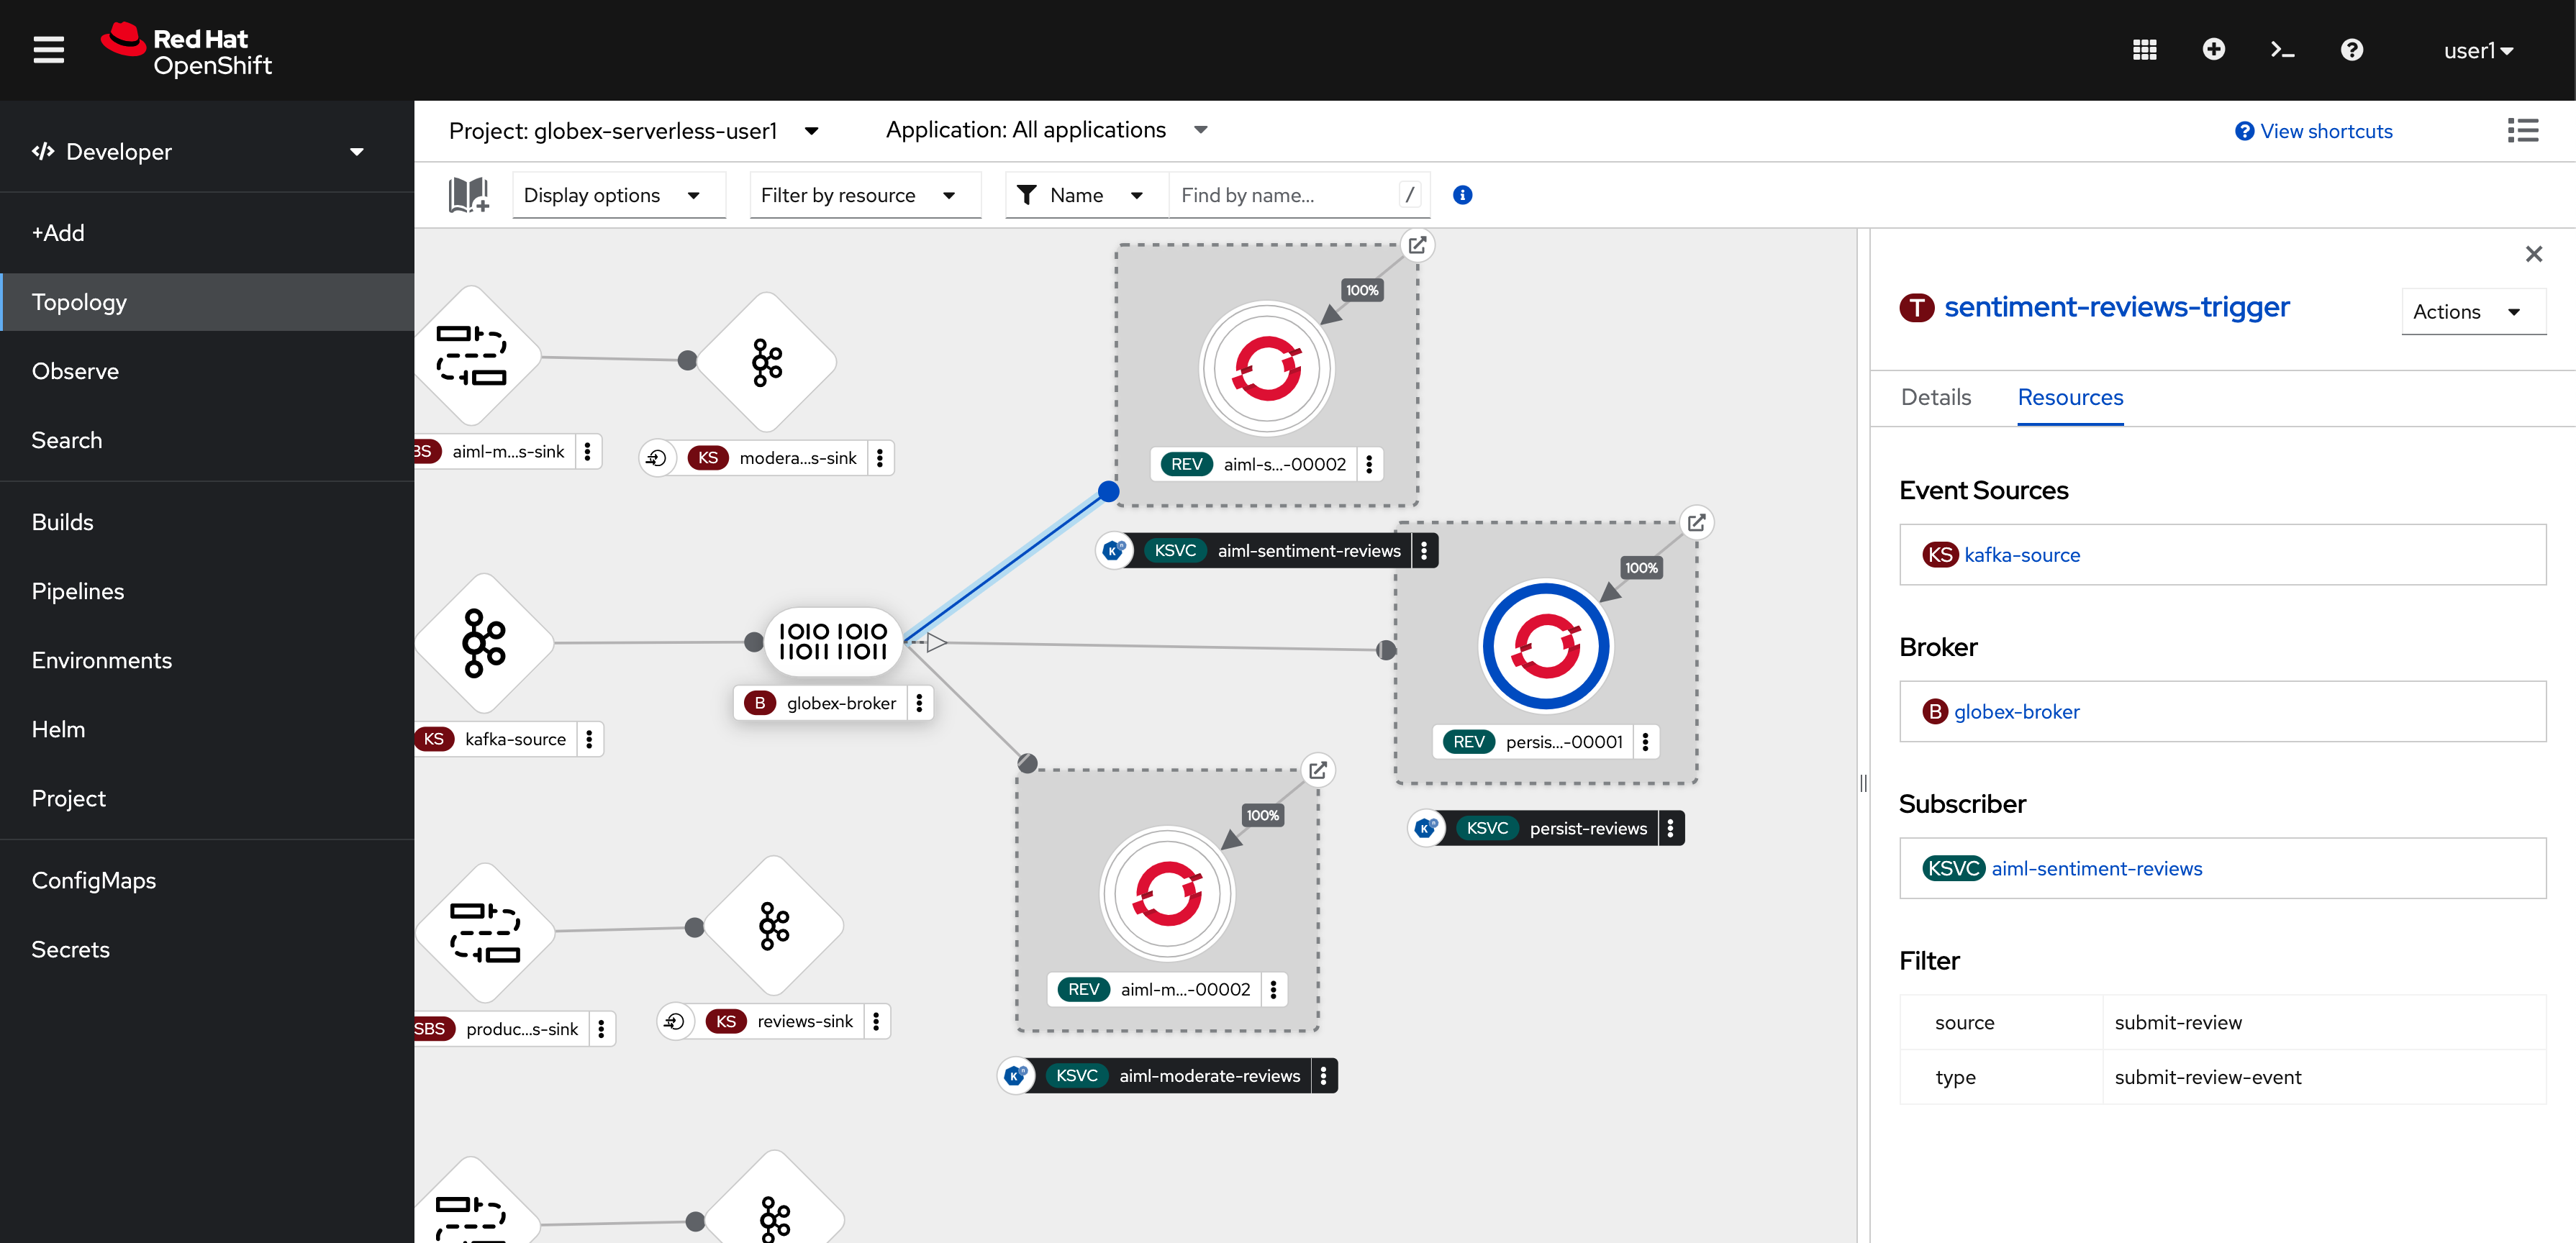 Red Hat
OpenShift
user1
Developer
+Add
Topology
Observe
Search
Builds
Pipelines
Environments
Helm
Project
ConfigMaps
Secrets
Project: globex-serverless-user1
Application: All applications
View shortcuts
Display options
Filter by resource
Name
Find by name...
/
100%
REV aiml-s...-00002
BS aiml-m...s-sink
KS modera...s-sink
KSVC aiml-sentiment-reviews
100%
1010 1010
11011 11011
B globex-broker
KS kafka-source
REV persis...-00001
KSVC persist-reviews
100%
REV aiml-m...-00002
SBS produc...s-sink
KS reviews-sink
KSVC aiml-moderate-reviews
T sentiment-reviews-trigger
Actions
Details
Resources
Event Sources
KS kafka-source
Broker
B globex-broker
Subscriber
KSVC aiml-sentiment-reviews
Filter
source submit-review
type submit-review-event